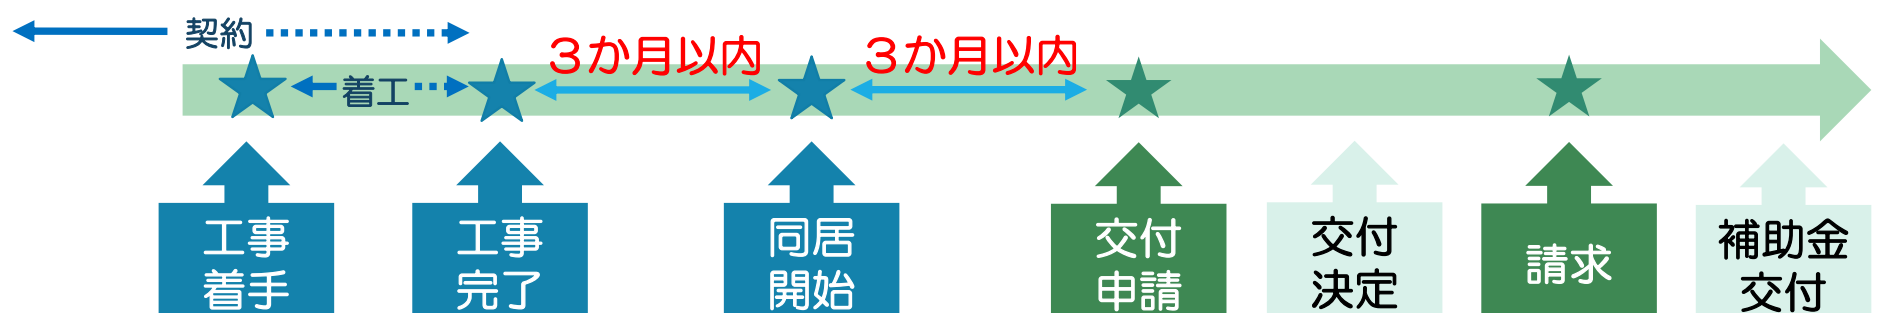 契約
着工
３か月以内
３か月以内
工事
着手
工事
完了
同居
開始
交付
申請
交付
決定
請求
補助金
交付